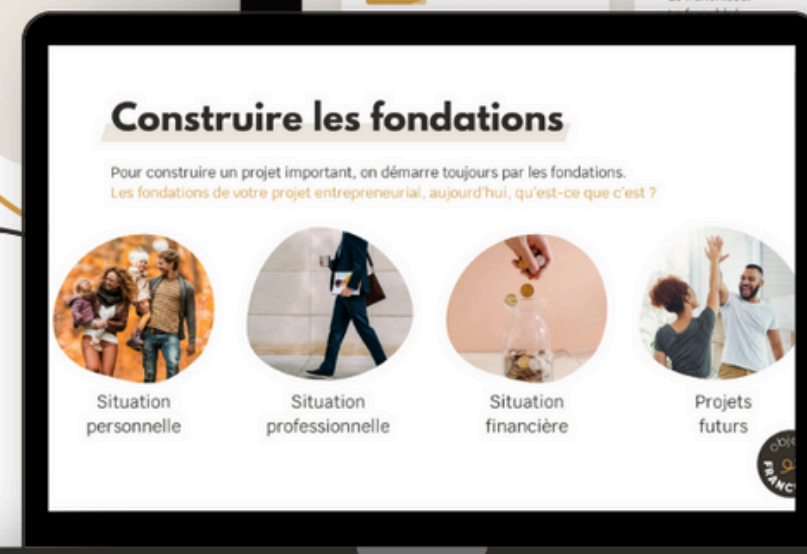 Construire les fondations
Pour construire un projet important, on démarre toujours par les fondations.
Les fondations de votre projet entrepreneurial, aujourd'hui, qu'est-ce que c'est ?
Situation
personnelle
Situation
professionnelle
Situation
financière
Projets
futurs